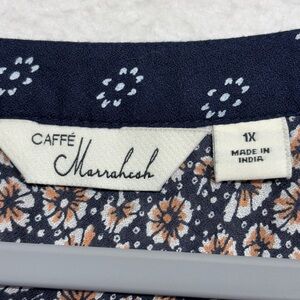 CAFFÉ
Marrakesh
1X
MADE IN
INDIA